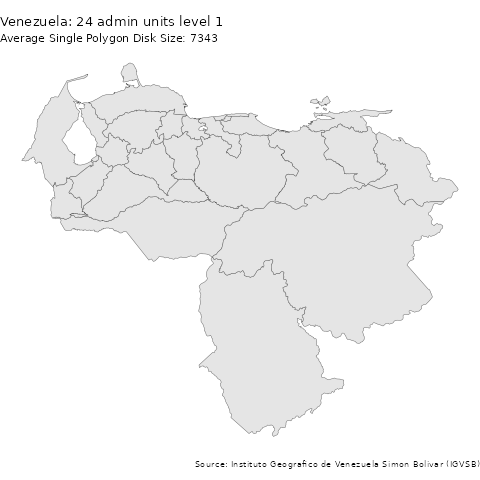 Venezuela: 24 admin units level 1
Average Single Polygon Disk Size: 7343
Source: Instituto Geografico de Venezuela Simon Bolivar (IGVSB)